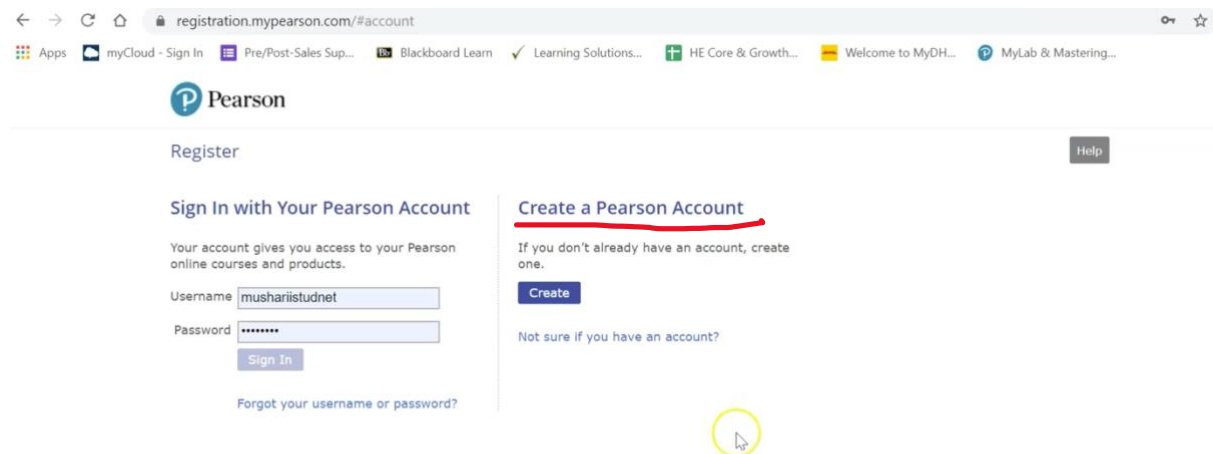 registration.mypearson.com/#account
Apps myCloud - Sign In Pre/Post-Sales Sup... Bb Blackboard Learn Learning Solutions... HE Core & Growth... Welcome to MyDH... MyLab & Mastering...
P Pearson
Register
Help
Sign In with Your Pearson Account
Your account gives you access to your Pearson
online courses and products.
Username mushariistudnet
Password ••••••••
Sign In
Forgot your username or password?
Create a Pearson Account
If you don't already have an account, create
one.
Create
Not sure if you have an account?